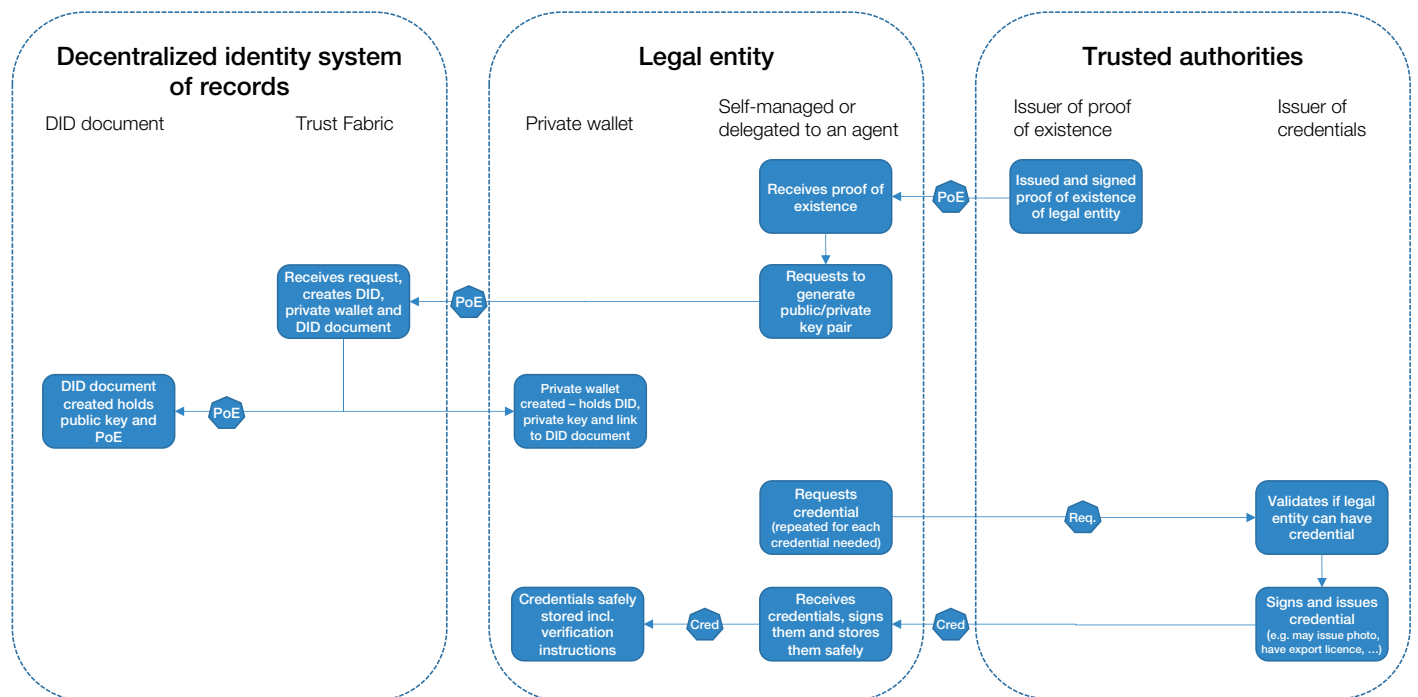 Decentralized identity system
of records
Legal entity
Trusted authorities
DID document
Trust Fabric
Private wallet
Self-managed or
delegated to an agent
Issuer of proof
of existence
Issuer of
credentials
Receives proof of
existence
PoE
Issued and signed
proof of existence
of legal entity
Receives request,
creates DID,
private wallet and
DID document
PoE
Requests to
generate
public/private
key pair
DID document
created holds
public key and
PoE
PoE
Private wallet
created – holds DID,
private key and link
to DID document
Requests
credential
(repeated for each
credential needed)
Req.
Validates if legal
entity can have
credential
Credentials safely
stored incl.
verification
instructions
Cred
Receives
credentials, signs
them and stores
them safely
Cred
Signs and issues
credential
(e.g. may issue photo,
have export licence, ...)